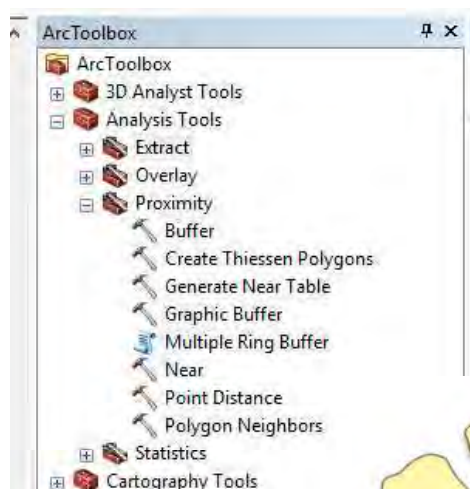 ArcToolbox
ArcToolbox
3D Analyst Tools
Analysis Tools
Extract
Overlay
Proximity
Buffer
Create Thiessen Polygons
Generate Near Table
Graphic Buffer
Multiple Ring Buffer
Near
Point Distance
Polygon Neighbors
Statistics
Cartography Tools